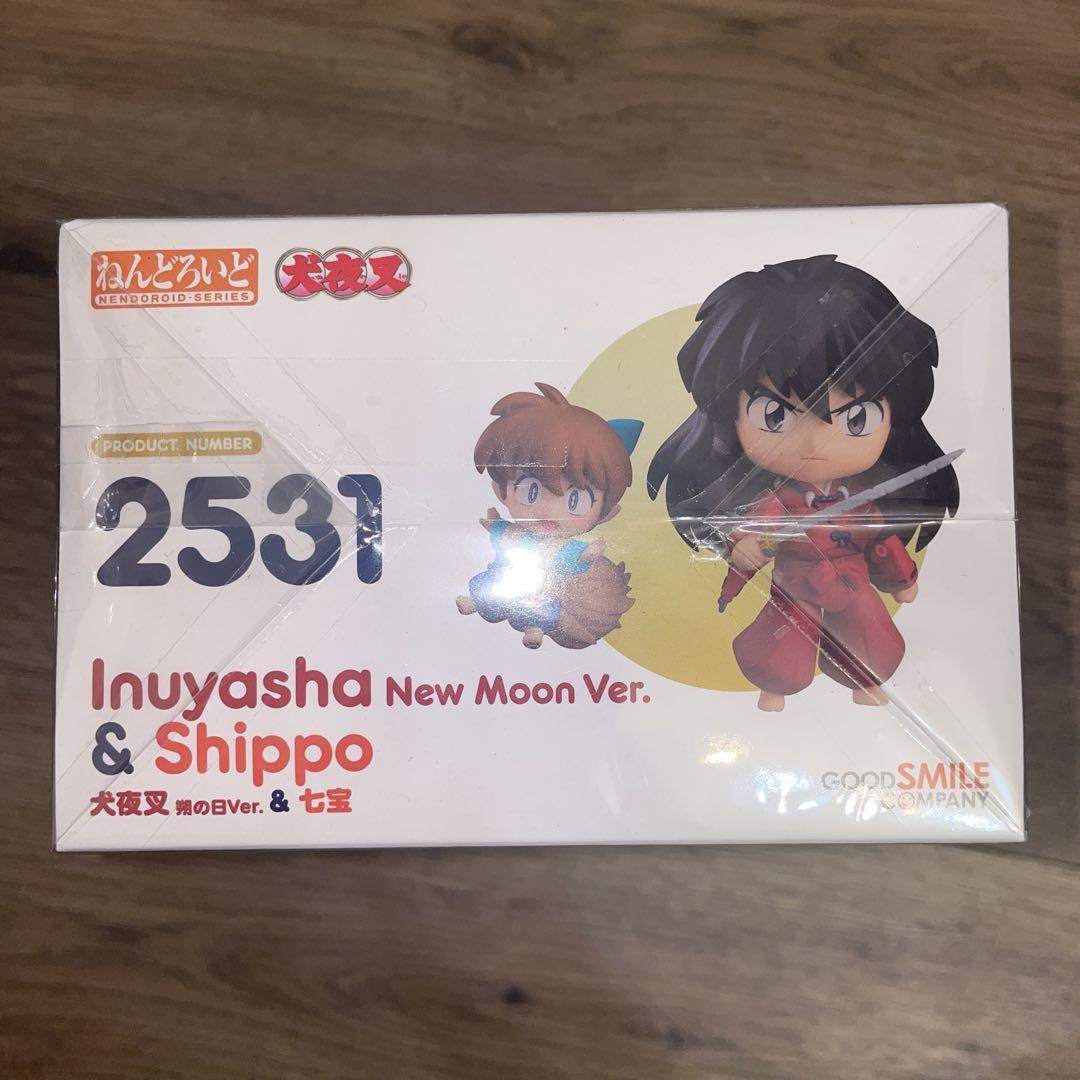 ねんどろいど
NENDOROID-SERIES
犬夜叉
PRODUCT NUMBER
2531
Inuyasha New Moon Ver.
& Shippo
犬夜叉 朔の日Ver. & 七宝
GOOD SMILE
COMPANY